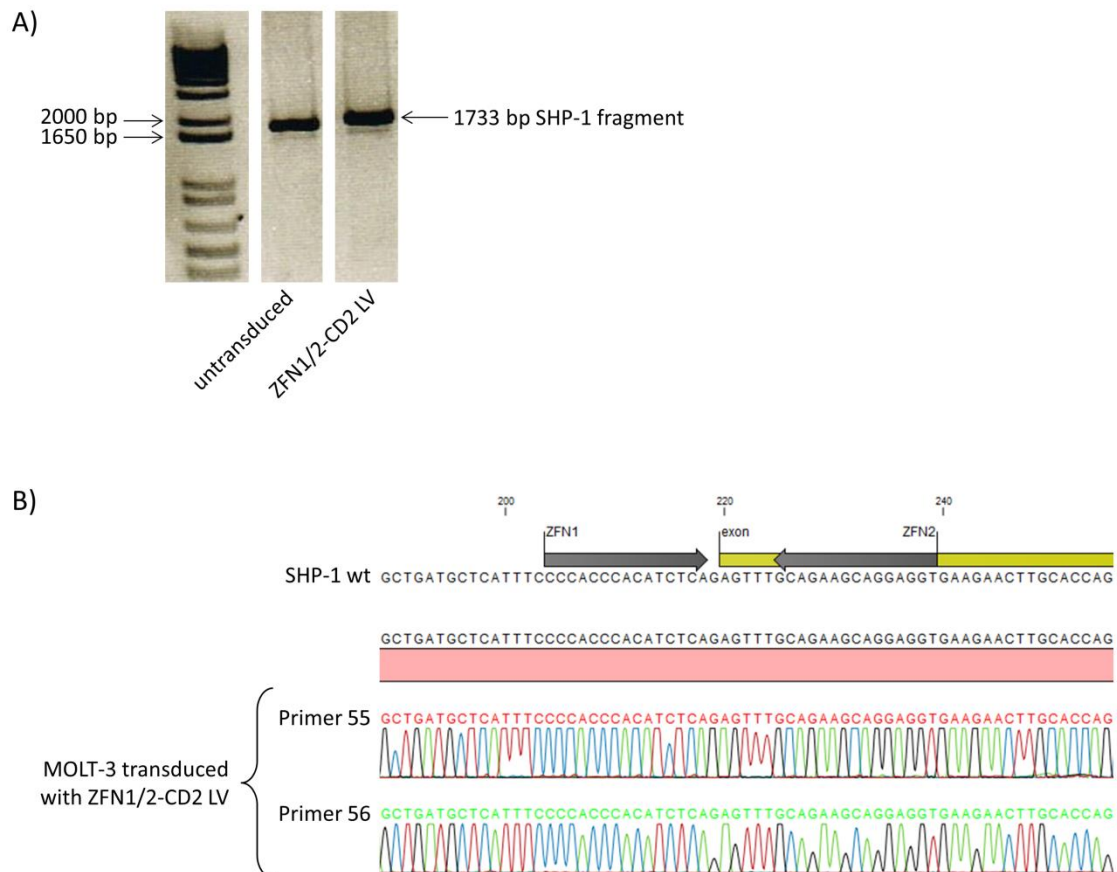 A)
2000 bp
1650 bp
1733 bp SHP-1 fragment
untransduced
ZFN1/2-CD2 LV
B)
200 220 240
ZFN1 exon ZFN2
SHP-1 wt GCTGATGCTCATTTCCCCACCCACATCTCAGAGTTTGCAGAAGCAGGAGGTGAAGAACTTGCACCAG
GCTGATGCTCATTTCCCCACCCACATCTCAGAGTTTGCAGAAGCAGGAGGTGAAGAACTTGCACCAG
Primer 55 GCTGATGCTCATTTCCCCACCCACATCTCAGAGTTTGCAGAAGCAGGAGGTGAAGAACTTGCACCAG
MOLT-3 transduced
with ZFN1/2-CD2 LV
Primer 56 GCTGATGCTCATTTCCCCACCCACATCTCAGAGTTTGCAGAAGCAGGAGGTGAAGAACTTGCACCAG